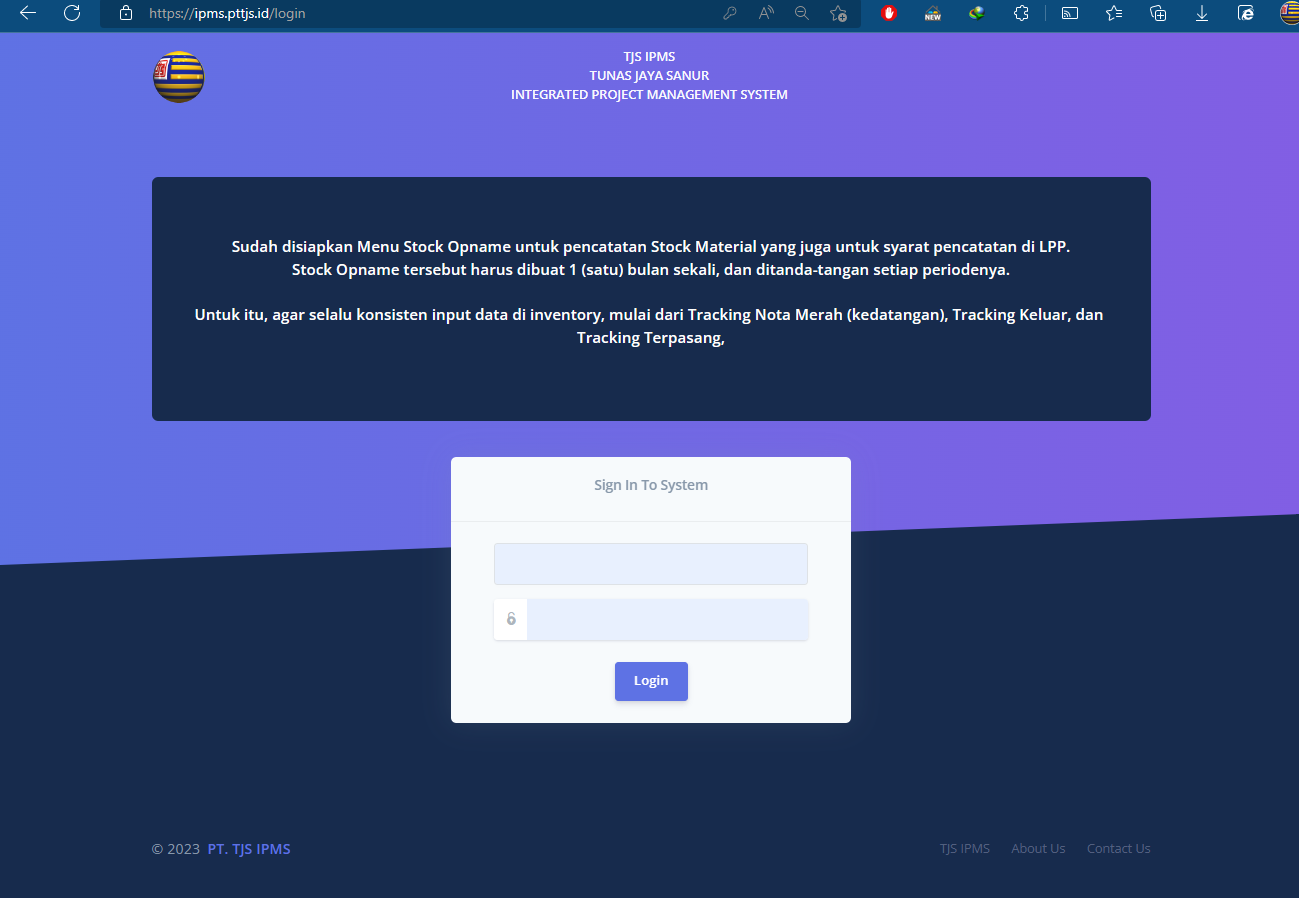 https://ipms.pttjs.id/login
NEW
TJS
TJS IPMS
TUNAS JAYA SANUR
INTEGRATED PROJECT MANAGEMENT SYSTEM
Sudah disiapkan Menu Stock Opname untuk pencatatan Stock Material yang juga untuk syarat pencatatan di LPP.
Stock Opname tersebut harus dibuat 1 (satu) bulan sekali, dan ditanda-tangan setiap periodenya.
Untuk itu, agar selalu konsisten input data di inventory, mulai dari Tracking Nota Merah (kedatangan), Tracking Keluar, dan
Tracking Terpasang,
Sign In To System
Login
© 2023 PT. TJS IPMS
TJS IPMS About Us Contact Us